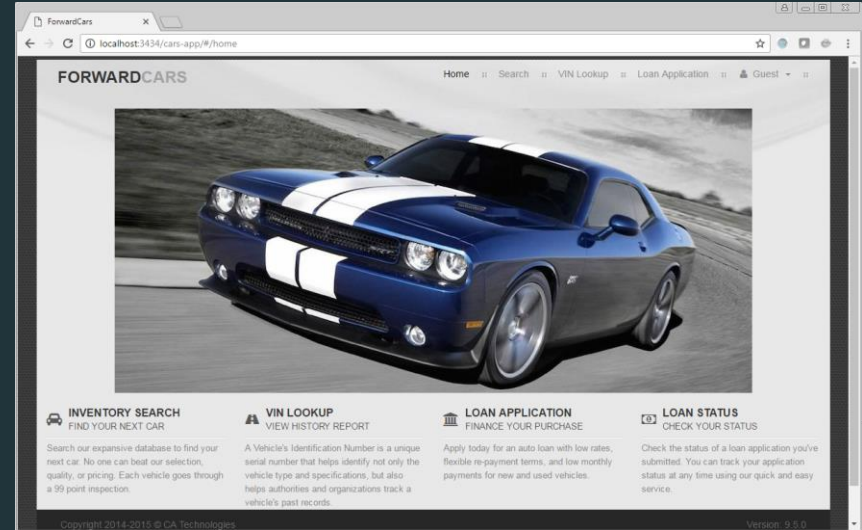 ForwardCars
localhost:3434/cars-app/#/home
FORWARDCARS
Home :: Search :: VIN Lookup :: Loan Application :: Guest ::
INVENTORY SEARCH
FIND YOUR NEXT CAR
Search our expansive database to find your
next car. No one can beat our selection,
quality, or pricing. Each vehicle goes through
a 99 point inspection.
VIN LOOKUP
VIEW HISTORY REPORT
A Vehicle's Identification Number is a unique
serial number that helps identify not only the
vehicle type and specifications, but also
helps authorities and organizations track a
vehicle's past records.
LOAN APPLICATION
FINANCE YOUR PURCHASE
Apply today for an auto loan with low rates,
flexible re-payment terms, and low monthly
payments for new and used vehicles.
LOAN STATUS
CHECK YOUR STATUS
Check the status of a loan application you've
submitted. You can track your application
status at any time using our quick and easy
service.
Copyright 2014-2015 © CA Technologies
Version: 9.5.0